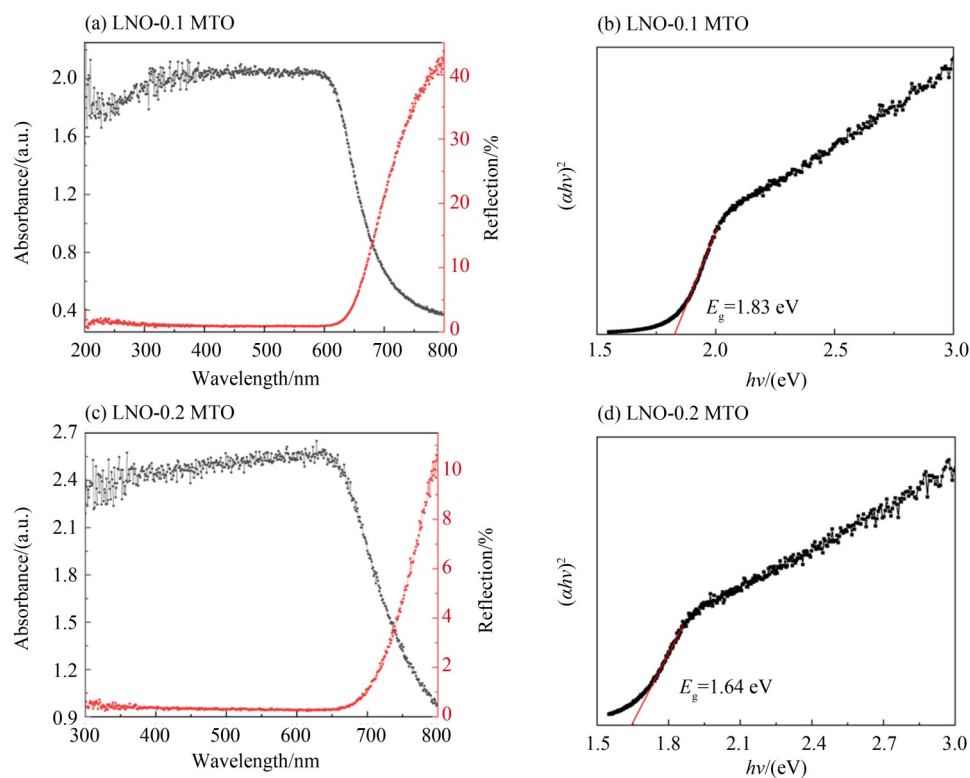 (a) LNO-0.1 MTO
2.0
1.6
1.2
0.8
0.4
Absorbance/(a.u.)
40
30
20
10
0
Reflection/%
200 300 400 500 600 700 800
Wavelength/nm
(b) LNO-0.1 MTO
(αhν)²
E_g=1.83 eV
1.5 2.0 2.5 3.0
hν/(eV)
(c) LNO-0.2 MTO
2.7
2.4
2.1
1.8
1.5
1.2
0.9
Absorbance/(a.u.)
10
8
6
4
2
0
Reflection/%
300 400 500 600 700 800
Wavelength/nm
(d) LNO-0.2 MTO
(αhν)²
E_g=1.64 eV
1.5 1.8 2.1 2.4 2.7 3.0
hν/(eV)